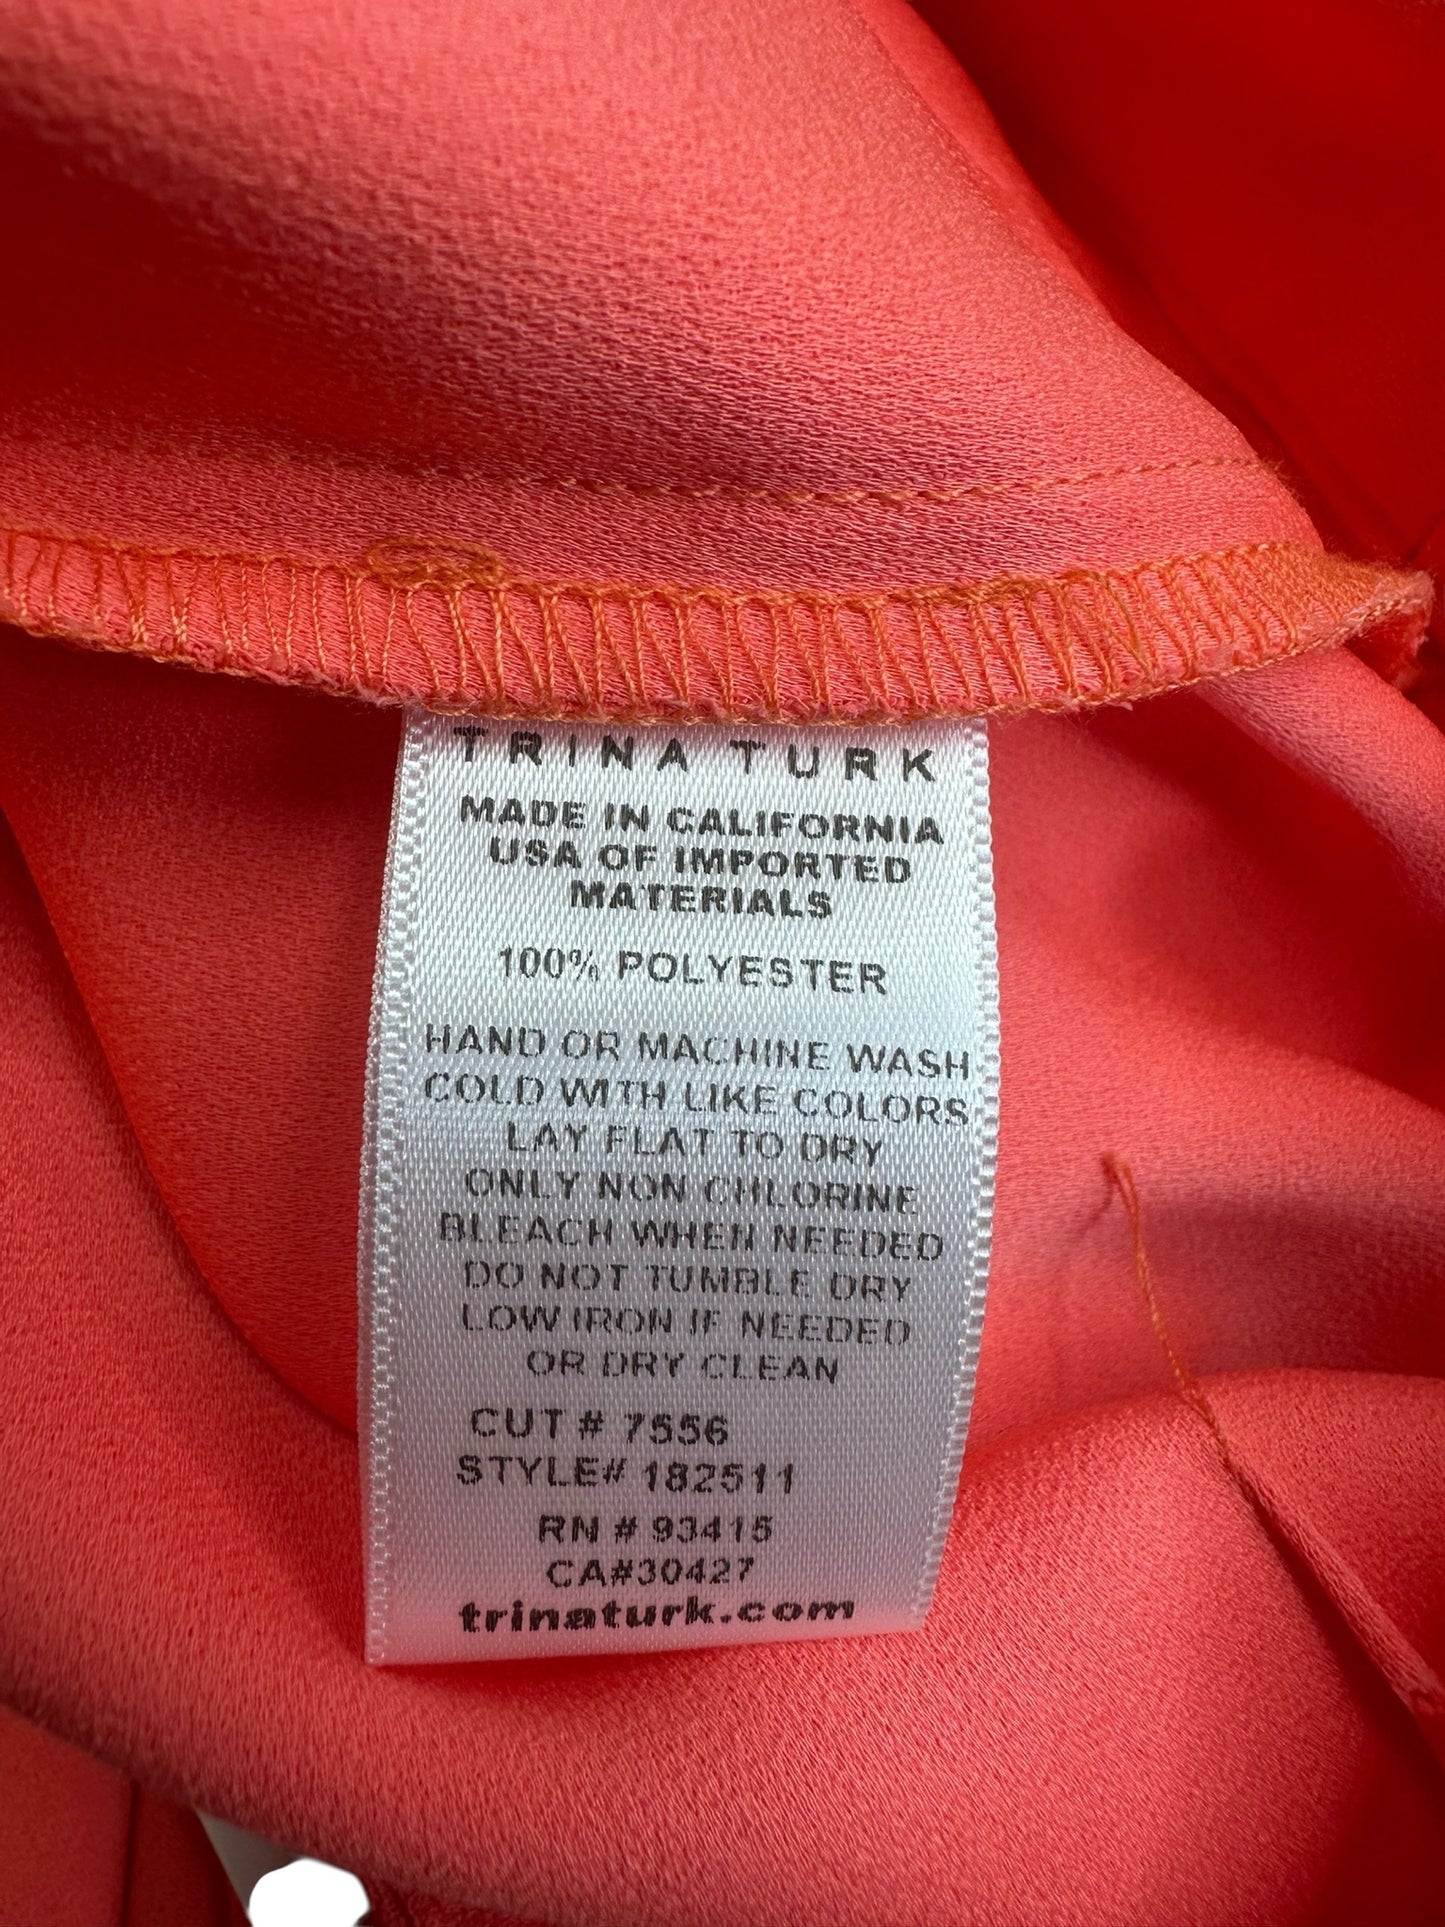 TRINA TURK
MADE IN CALIFORNIA
USA OF IMPORTED
MATERIALS
100% POLYESTER
HAND OR MACHINE WASH
COLD WITH LIKE COLORS
LAY FLAT TO DRY
ONLY NON CHLORINE
BLEACH WHEN NEEDED
DO NOT TUMBLE DRY
LOW IRON IF NEEDED
OR DRY CLEAN
CUT # 7556
STYLE# 182511
RN # 93415
CA#30427
trinaturk.com